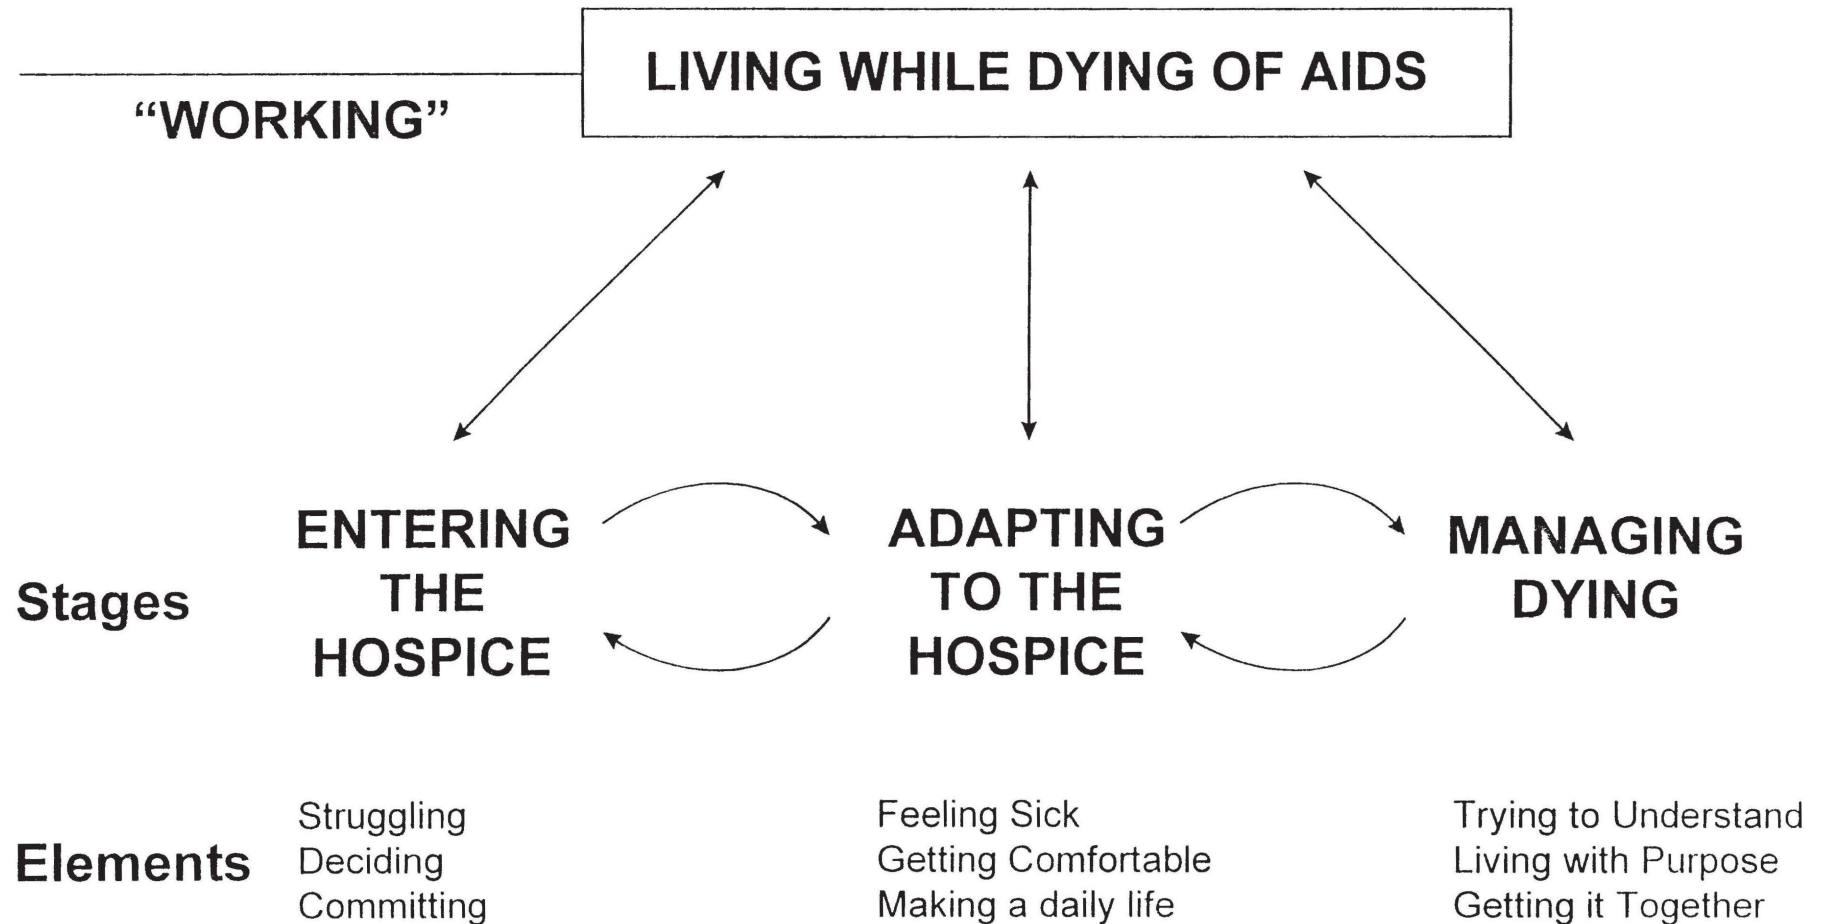 LIVING WHILE DYING OF AIDS
“WORKING”
Stages
ENTERING
THE
HOSPICE
ADAPTING
TO THE
HOSPICE
MANAGING
DYING
Elements
Struggling
Deciding
Committing
Feeling Sick
Getting Comfortable
Making a daily life
Trying to Understand
Living with Purpose
Getting it Together